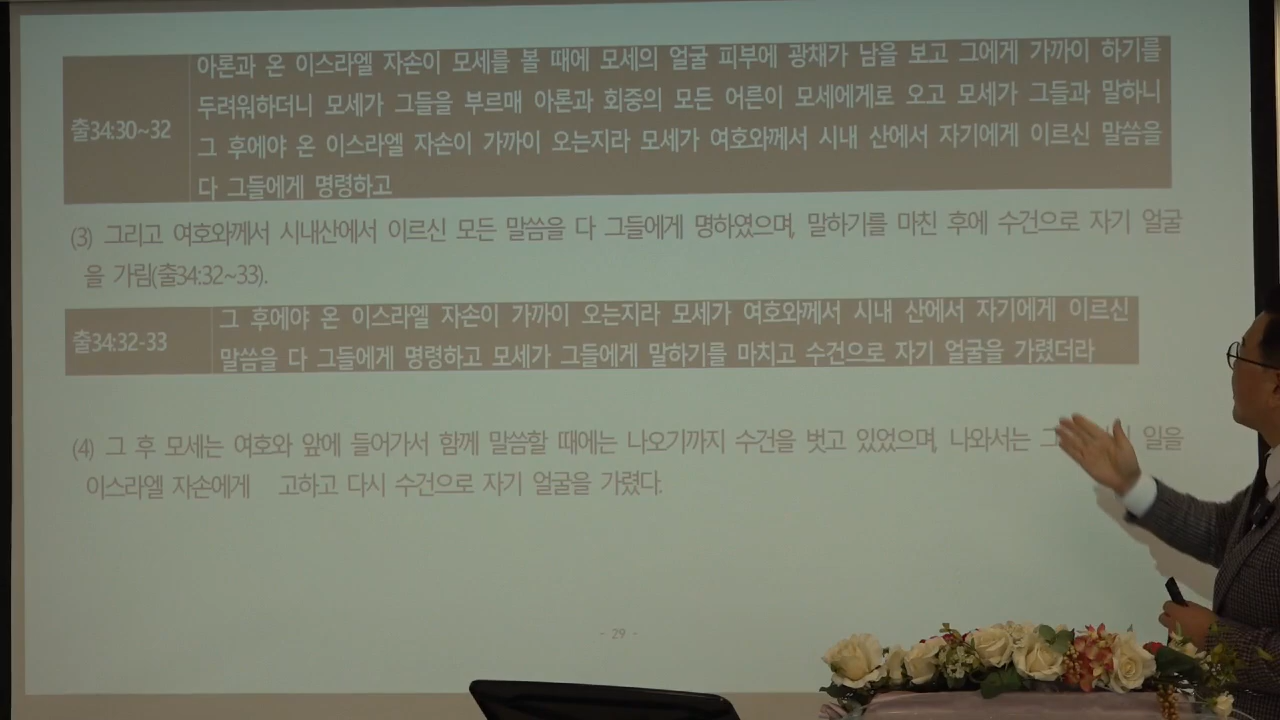 출34:30~32
아론과 온 이스라엘 자손이 모세를 볼 때에 모세의 얼굴 피부에 광채가 남을 보고 그에게 가까이 하기를
두려워하더니 모세가 그들을 부르매 아론과 회중의 모든 어른이 모세에게로 오고 모세가 그들과 말하니
그 후에야 온 이스라엘 자손이 가까이 오는지라 모세가 여호와께서 시내 산에서 자기에게 이르신 말씀을
다 그들에게 명령하고
(3) 그리고 여호와께서 시내산에서 이르신 모든 말씀을 다 그들에게 명하였으며, 말하기를 마친 후에 수건으로 자기 얼굴
을 가림(출34:32~33).
출34:32-33
그 후에야 온 이스라엘 자손이 가까이 오는지라 모세가 여호와께서 시내 산에서 자기에게 이르신
말씀을 다 그들에게 명령하고 모세가 그들에게 말하기를 마치고 수건으로 자기 얼굴을 가렸더라
(4) 그 후 모세는 여호와 앞에 들어가서 함께 말씀할 때에는 나오기까지 수건을 벗고 있었으며, 나와서는 그 일을
이스라엘 자손에게 고하고 다시 수건으로 자기 얼굴을 가렸다.
- 29 -